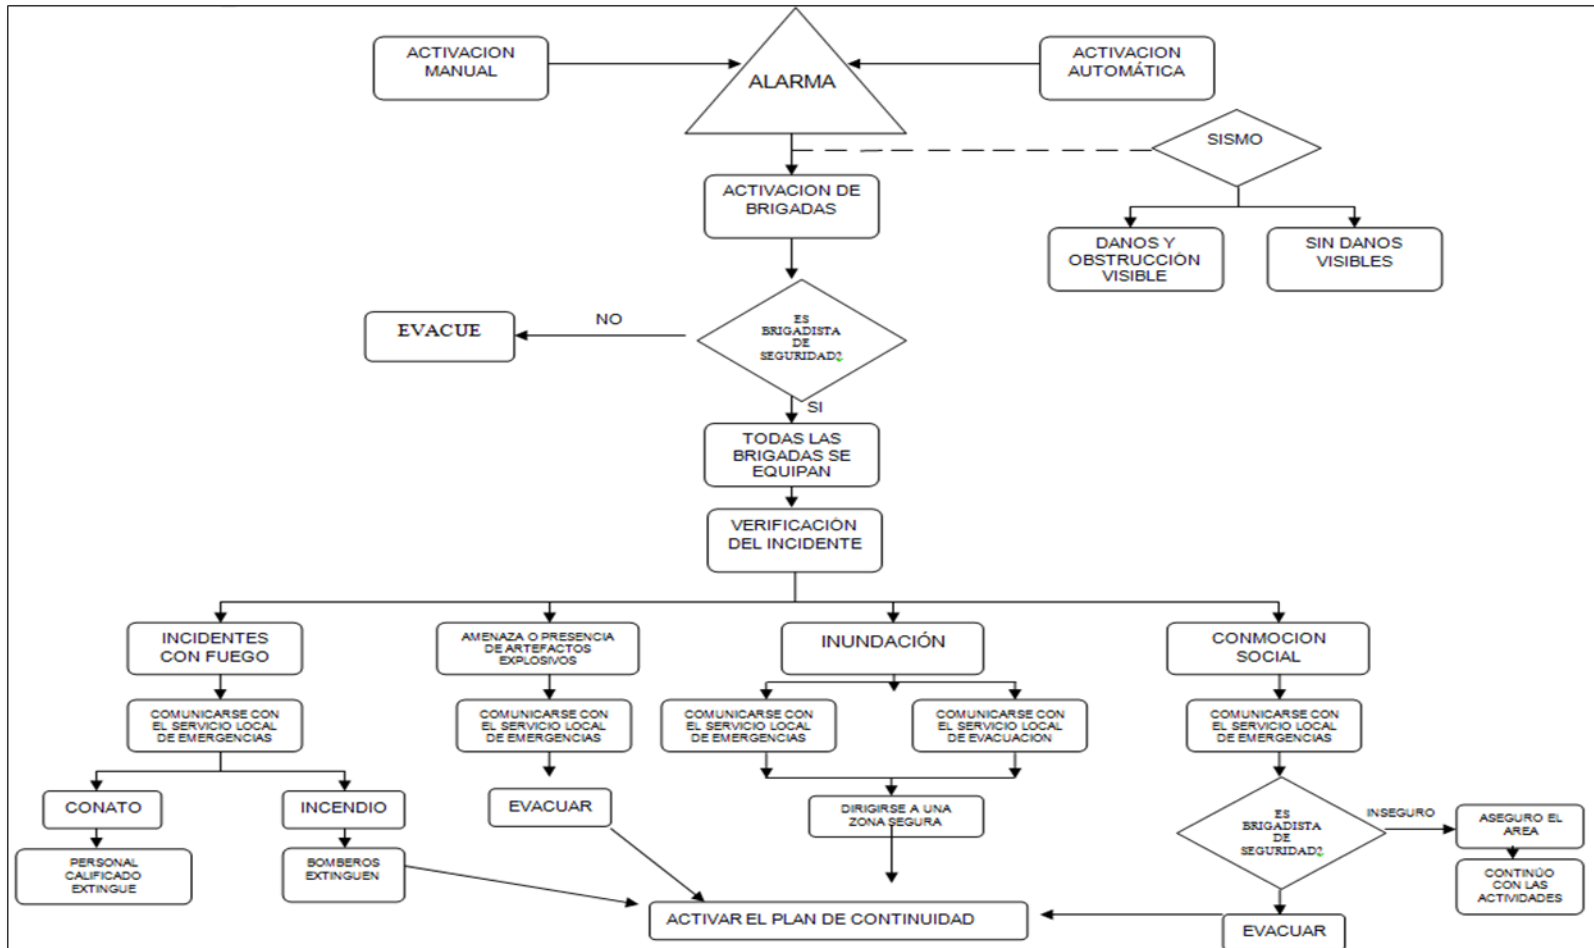 ACTIVACION
MANUAL
ALARMA
ACTIVACION
AUTOMÁTICA
SISMO
ACTIVACION DE
BRIGADAS
DANOS Y
OBSTRUCCIÓN
VISIBLE
SIN DANOS
VISIBLES
EVACUE
NO
ES
BRIGADISTA
DE
SEGURIDAD?
SI
TODAS LAS
BRIGADAS SE
EQUIPAN
VERIFICACIÓN
DEL INCIDENTE
INCIDENTES
CON FUEGO
AMENAZA O PRESENCIA
DE ARTEFACTOS
EXPLOSIVOS
INUNDACIÓN
CONMOCION
SOCIAL
COMUNICARSE CON
EL SERVICIO LOCAL
DE EMERGENCIAS
COMUNICARSE CON
EL SERVICIO LOCAL
DE EMERGENCIAS
COMUNICARSE CON
EL SERVICIO LOCAL
DE EMERGENCIAS
COMUNICARSE CON
EL SERVICIO LOCAL
DE EVACUACION
COMUNICARSE CON
EL SERVICIO LOCAL
DE EMERGENCIAS
CONATO
INCENDIO
EVACUAR
DIRIGIRSE A UNA
ZONA SEGURA
ES
BRIGADISTA
DE
SEGURIDAD?
INSEGURO
ASEGURO EL
AREA
PERSONAL
CALIFICADO
EXTINGUE
BOMBEROS
EXTINGUEN
CONTINÚO
CON LAS
ACTIVIDADES
ACTIVAR EL PLAN DE CONTINUIDAD
EVACUAR